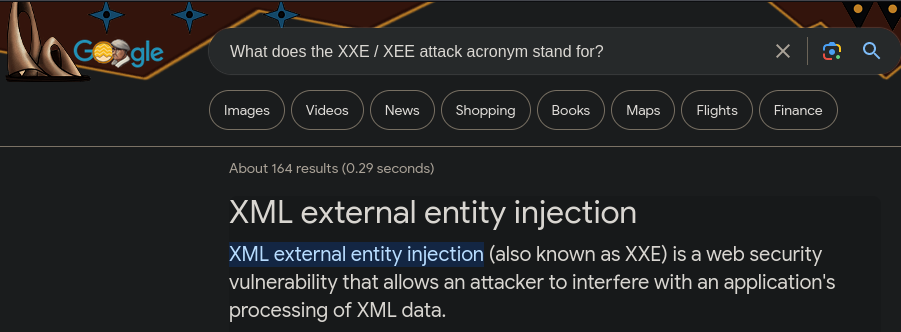 Google
What does the XXE / XEE attack acronym stand for?
Images Videos News Shopping Books Maps Flights Finance
About 164 results (0.29 seconds)
XML external entity injection
XML external entity injection (also known as XXE) is a web security
vulnerability that allows an attacker to interfere with an application's
processing of XML data.